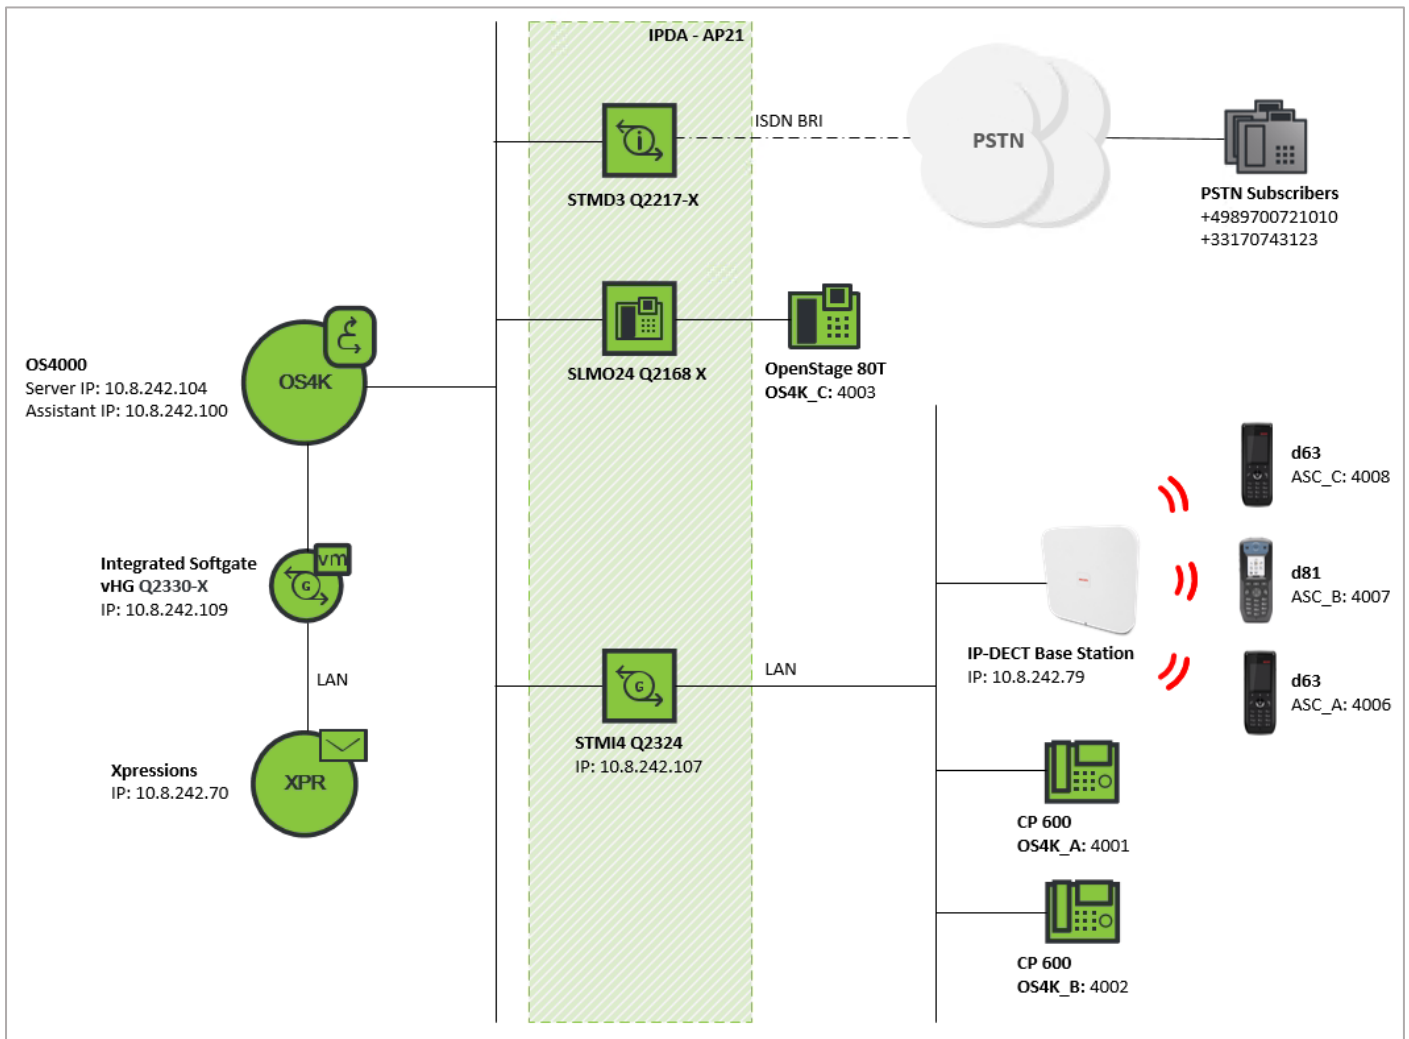 IPDA - AP21
ISDN BRI
PSTN
STMD3 Q2217-X
PSTN Subscribers
+4989700721010
+33170743123
OS4000
Server IP: 10.8.242.104
Assistant IP: 10.8.242.100
OS4K
SLMO24 Q2168 X
OpenStage 80T
OS4K_C: 4003
d63
ASC_C: 4008
Integrated Softgate
vHG Q2330-X
IP: 10.8.242.109
vm
G
d81
ASC_B: 4007
IP-DECT Base Station
IP: 10.8.242.79
d63
ASC_A: 4006
LAN
LAN
G
STMI4 Q2324
IP: 10.8.242.107
Xpressions
IP: 10.8.242.70
XPR
CP 600
OS4K_A: 4001
CP 600
OS4K_B: 4002